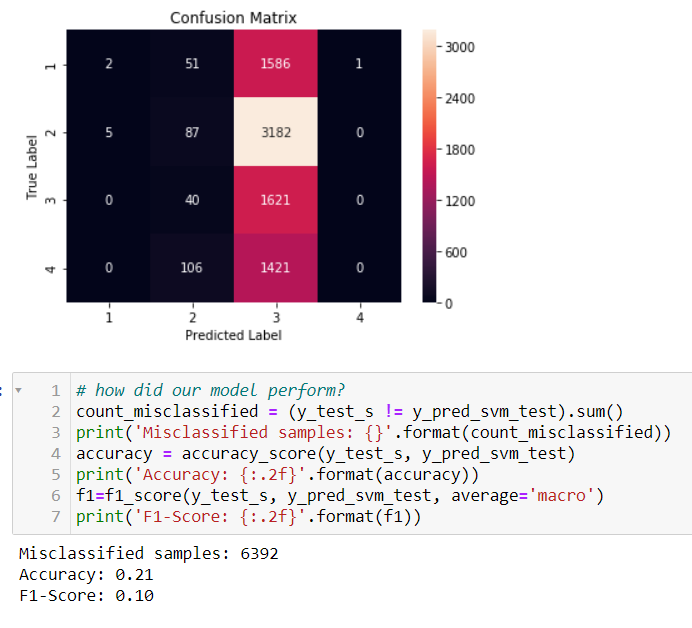 Confusion Matrix
1 2 51 1586 1 3000
2400
2 5 87 3182 0
True Label
1800
3 0 40 1621 0 1200
600
4 0 106 1421 0
0
1 2 3 4
Predicted Label
1 # how did our model perform?
2 count_misclassified = (y_test_s != y_pred_svm_test).sum()
3 print('Misclassified samples: {}'.format(count_misclassified))
4 accuracy = accuracy_score(y_test_s, y_pred_svm_test)
5 print('Accuracy: {:.2f}'.format(accuracy))
6 f1=f1_score(y_test_s, y_pred_svm_test, average='macro')
7 print('F1-Score: {:.2f}'.format(f1))
Misclassified samples: 6392
Accuracy: 0.21
F1-Score: 0.10